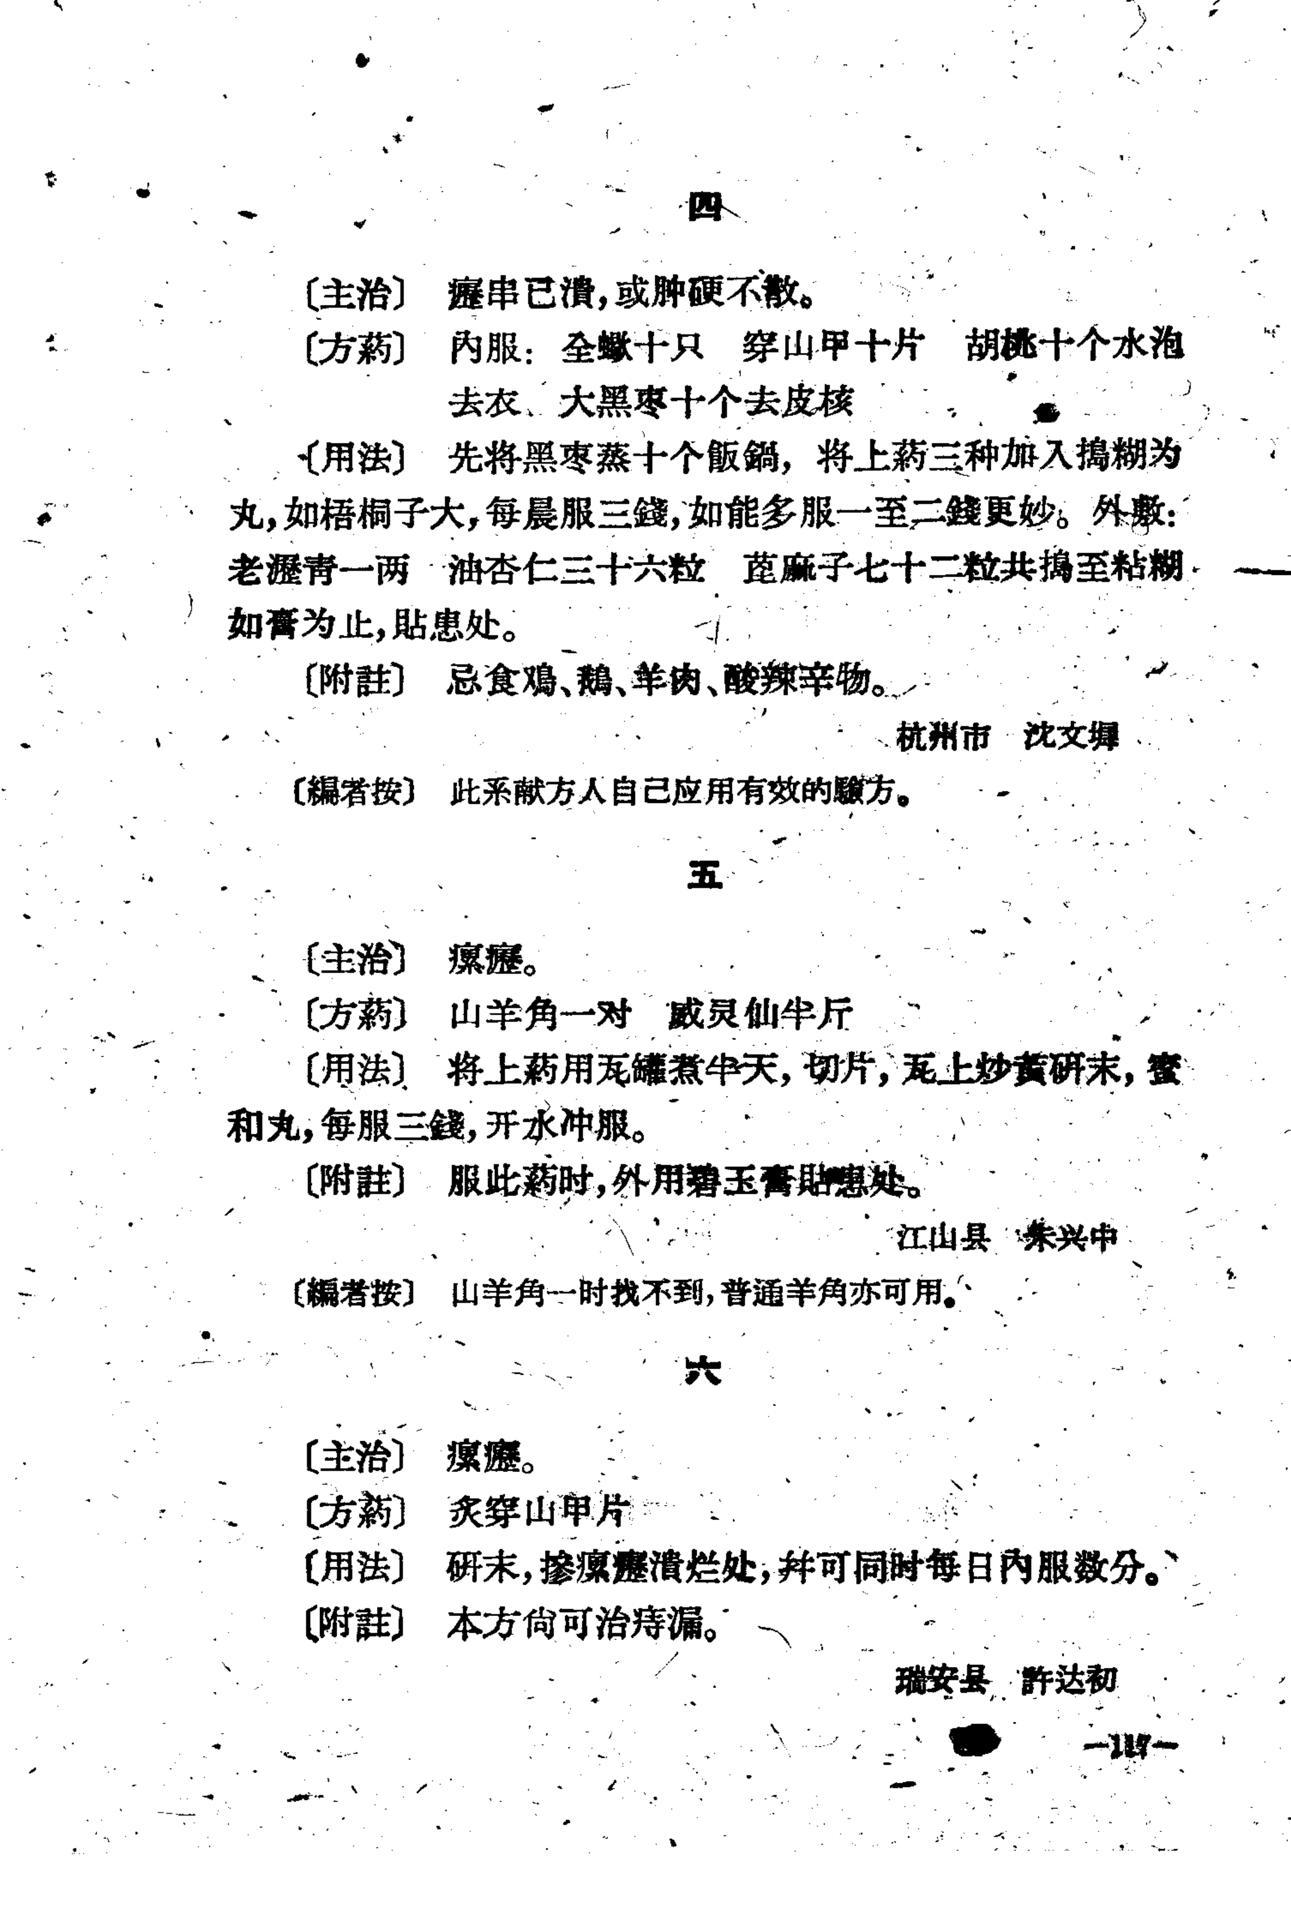 四
〔主治〕　癧串已潰，或肿硬不散。
〔方葯〕　內服：全蠍十只　穿山甲十片　胡桃十个水泡
去衣　大黑枣十个去皮核
〔用法〕　先将黑枣蒸十个飯鍋，将上葯三种加入搗糊为
丸，如梧桐子大，每晨服三錢，如能多服一至二錢更妙。外敷：
老瀝青一两　油杏仁三十六粒　蓖麻子七十二粒共搗至粘糊
如膏为止，貼患处。
〔附註〕　忌食鳮、鵝、羊肉、酸辣辛物。
杭州市　沈文墀
〔編者按〕　此系献方人自己应用有效的驗方。
五
〔主治〕　瘰癧。
〔方葯〕　山羊角一对　威灵仙半斤
〔用法〕　将上葯用瓦罐煮半天，切片，瓦上炒黃研末，蜜
和丸，每服三錢，开水冲服。
〔附註〕　服此葯时，外用碧玉膏貼患处。
江山县　朱兴中
〔編者按〕　山羊角一时找不到，普通羊角亦可用。
六
〔主治〕　瘰癧。
〔方葯〕　炙穿山甲片
〔用法〕　研末，摻瘰癧潰烂处，幷可同时每日內服数分。
〔附註〕　本方尙可治痔漏。
瑞安县　許达初
—117—